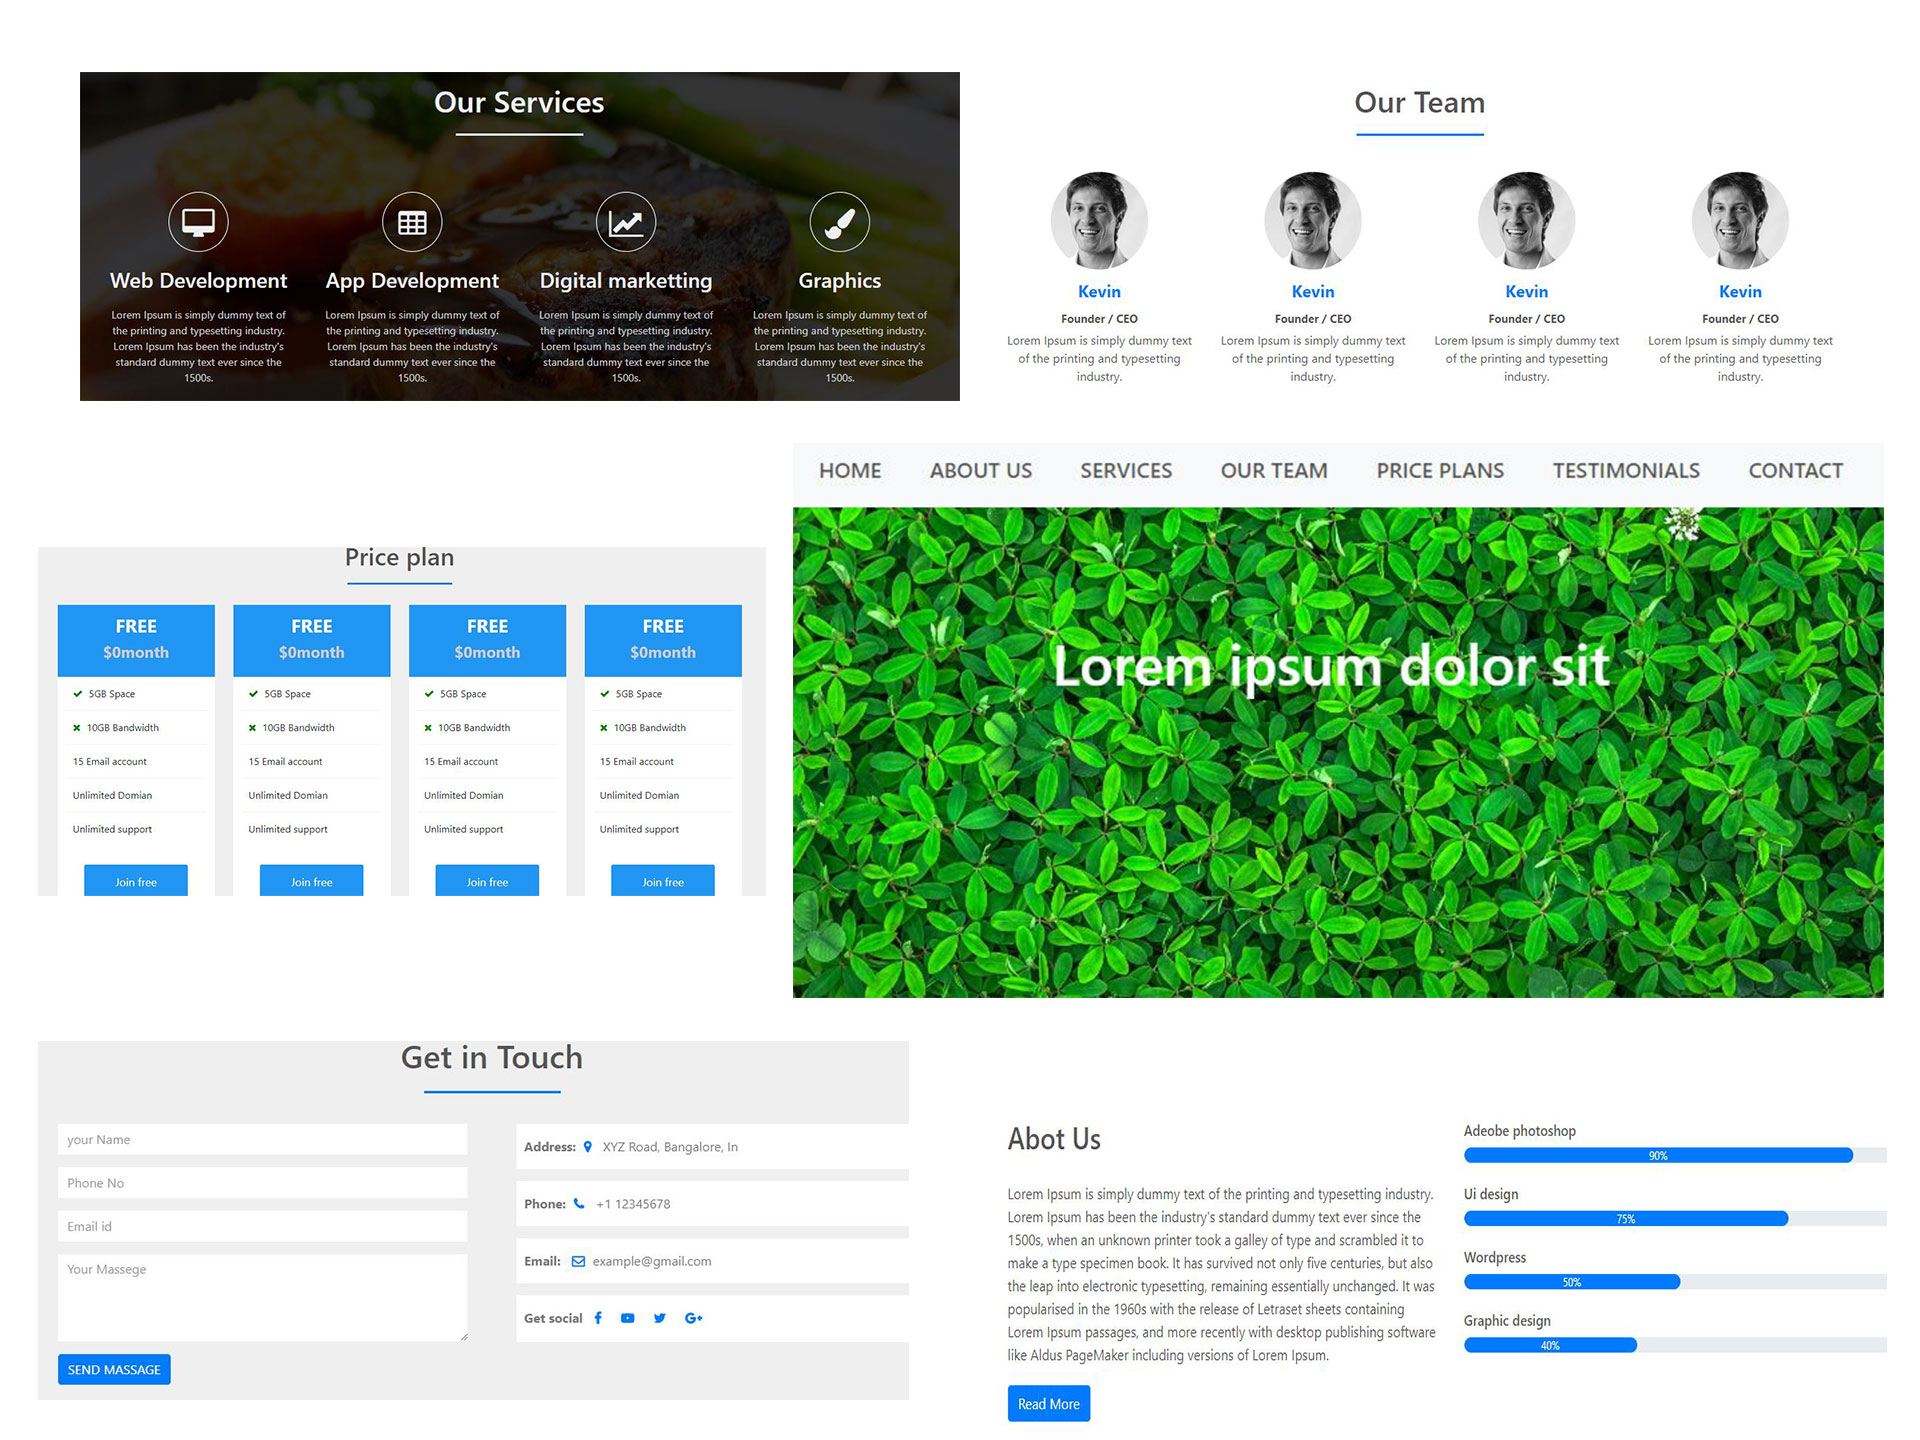 Our Services
Web Development
Lorem Ipsum is simply dummy text of
the printing and typesetting industry.
Lorem Ipsum has been the industry's
standard dummy text ever since the
1500s.
App Development
Lorem Ipsum is simply dummy text of
the printing and typesetting industry.
Lorem Ipsum has been the industry's
standard dummy text ever since the
1500s.
Digital marketting
Lorem Ipsum is simply dummy text of
the printing and typesetting industry.
Lorem Ipsum has been the industry's
standard dummy text ever since the
1500s.
Graphics
Lorem Ipsum is simply dummy text of
the printing and typesetting industry.
Lorem Ipsum has been the industry's
standard dummy text ever since the
1500s.
Our Team
Kevin
Founder / CEO
Lorem Ipsum is simply dummy text
of the printing and typesetting
industry.
Kevin
Founder / CEO
Lorem Ipsum is simply dummy text
of the printing and typesetting
industry.
Kevin
Founder / CEO
Lorem Ipsum is simply dummy text
of the printing and typesetting
industry.
Kevin
Founder / CEO
Lorem Ipsum is simply dummy text
of the printing and typesetting
industry.
Price plan
FREE
$0month
5GB Space
10GB Bandwidth
15 Email account
Unlimited Domian
Unlimited support
Join free
FREE
$0month
5GB Space
10GB Bandwidth
15 Email account
Unlimited Domian
Unlimited support
Join free
FREE
$0month
5GB Space
10GB Bandwidth
15 Email account
Unlimited Domian
Unlimited support
Join free
FREE
$0month
5GB Space
10GB Bandwidth
15 Email account
Unlimited Domian
Unlimited support
Join free
HOME ABOUT US SERVICES OUR TEAM PRICE PLANS TESTIMONIALS CONTACT
Lorem ipsum dolor sit
Get in Touch
your Name
Phone No
Email id
Your Massege
SEND MASSAGE
Address: XYZ Road, Bangalore, In
Phone: +1 12345678
Email: example@gmail.com
Get social
Abot Us
Lorem Ipsum is simply dummy text of the printing and typesetting industry.
Lorem Ipsum has been the industry's standard dummy text ever since the
1500s, when an unknown printer took a galley of type and scrambled it to
make a type specimen book. It has survived not only five centuries, but also
the leap into electronic typesetting, remaining essentially unchanged. It was
popularised in the 1960s with the release of Letraset sheets containing
Lorem Ipsum passages, and more recently with desktop publishing software
like Aldus PageMaker including versions of Lorem Ipsum.
Read More
Adeobe photoshop
90%
Ui design
75%
Wordpress
50%
Graphic design
40%